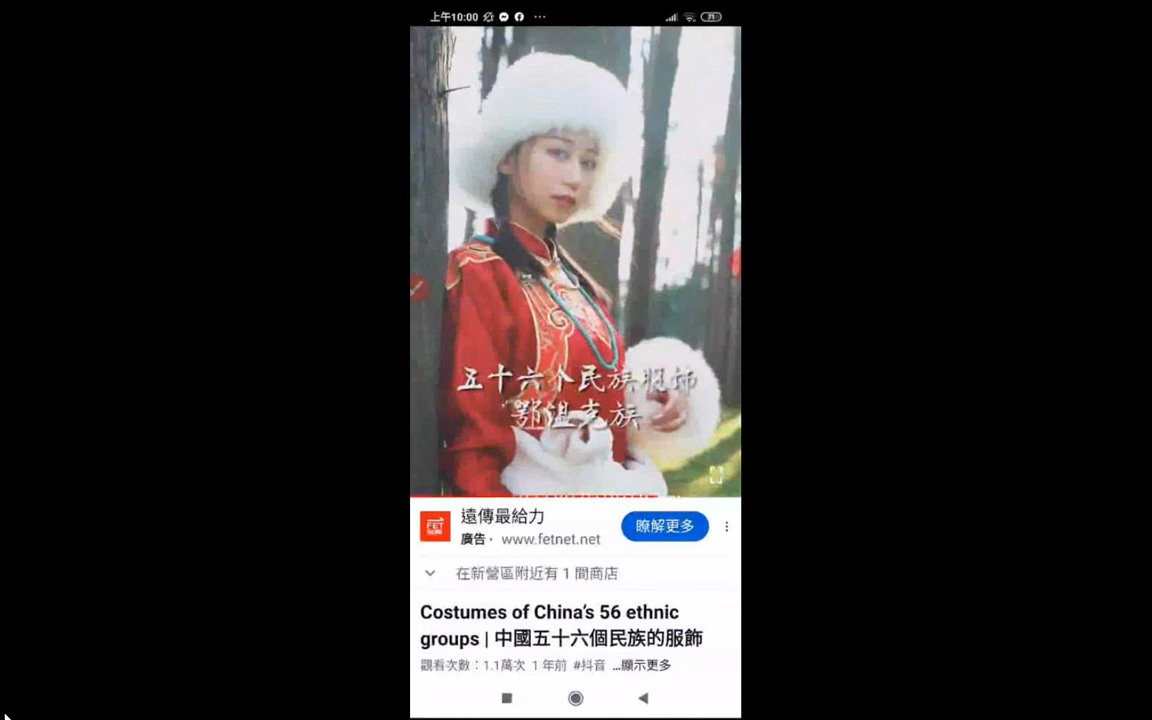 上午10:00
五十六个民族服饰
鄂温克族
FET
遠傳最給力
廣告· www.fetnet.net
瞭解更多
在新營區附近有 1 間商店
Costumes of China's 56 ethnic
groups | 中國五十六個民族的服飾
觀看次數：1.1萬次 1 年前 #抖音 ...顯示更多